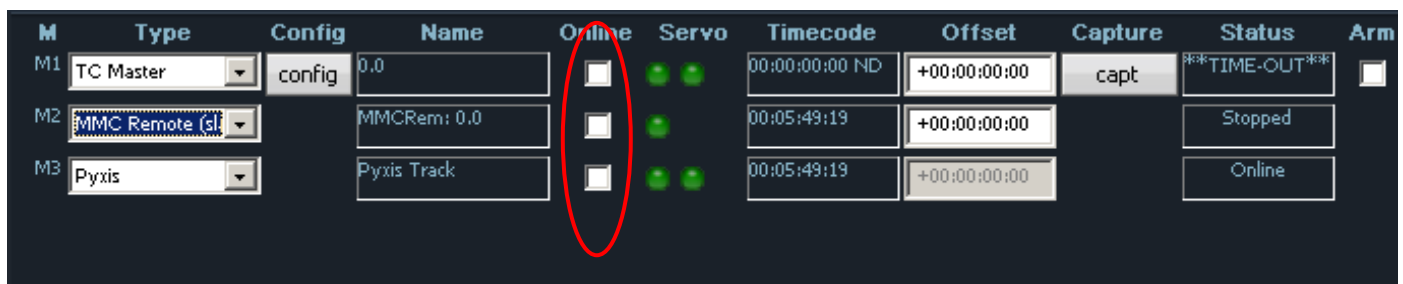 M Type Config Name Online Servo Timecode Offset Capture Status Arm
M1 TC Master config 0.0 00:00:00:00 ND +00:00:00:00 capt **TIME-OUT**
M2 MMC Remote (sl MMCRem: 0.0 00:05:49:19 +00:00:00:00 Stopped
M3 Pyxis Pyxis Track 00:05:49:19 +00:00:00:00 Online